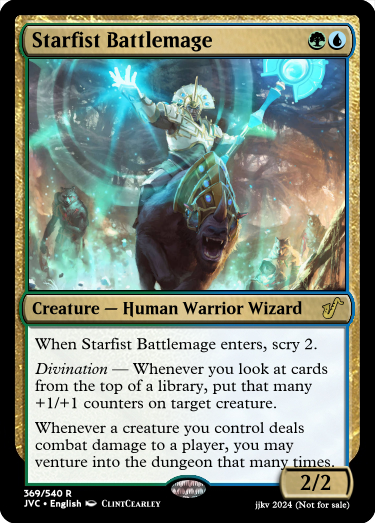 Starfist Battlemage
Creature — Human Warrior Wizard
When Starfist Battlemage enters, scry 2.
Divination — Whenever you look at cards
from the top of a library, put that many
+1/+1 counters on target creature.
Whenever a creature you control deals
combat damage to a player, you may
venture into the dungeon that many times.
2/2
369/540 R
JVC • English CLINTCEARLEY
jjkv 2024 (Not for sale)